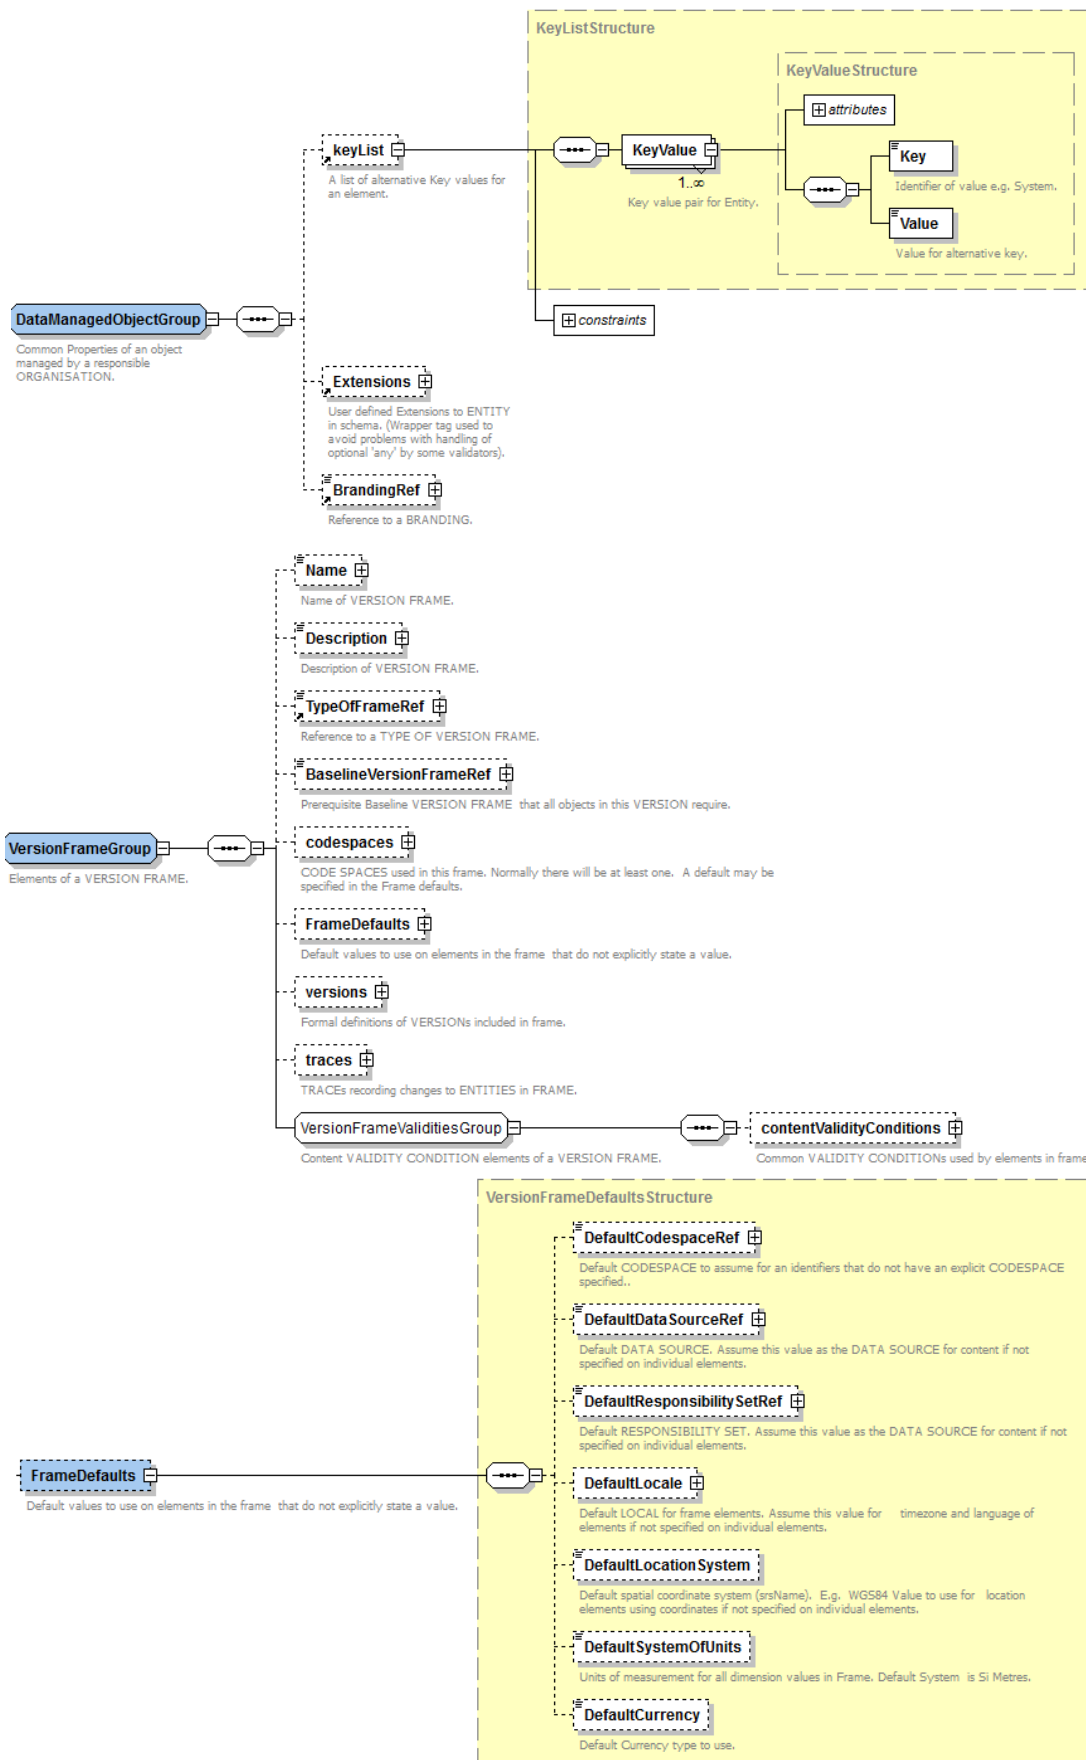 KeyListStructure
KeyValueStructure
attributes
keyList
KeyValue
Key
1..∞
A list of alternative Key values for
an element.
Key value pair for Entity.
Identifier of value e.g. System.
Value
Value for alternative key.
DataManagedObjectGroup
constraints
Common Properties of an object
managed by a responsible
ORGANISATION.
Extensions
User defined Extensions to ENTITY
in schema. (Wrapper tag used to
avoid problems with handling of
optional 'any' by some validators).
BrandingRef
Reference to a BRANDING.
Name
Name of VERSION FRAME.
Description
Description of VERSION FRAME.
TypeOfFrameRef
Reference to a TYPE OF VERSION FRAME.
BaselineVersionFrameRef
Prerequisite Baseline VERSION FRAME that all objects in this VERSION require.
VersionFrameGroup
Elements of a VERSION FRAME.
codespaces
CODE SPACES used in this frame. Normally there will be at least one. A default may be
specified in the Frame defaults.
FrameDefaults
Default values to use on elements in the frame that do not explicitly state a value.
versions
Formal definitions of VERSIONs included in frame.
traces
TRACEs recording changes to ENTITIES in FRAME.
VersionFrameValiditiesGroup
contentValidityConditions
Content VALIDITY CONDITION elements of a VERSION FRAME.
Common VALIDITY CONDITIONs used by elements in frame
VersionFrameDefaultsStructure
DefaultCodespaceRef
Default CODESPACE to assume for an identifiers that do not have an explicit CODESPACE
specified..
DefaultDataSourceRef
Default DATA SOURCE. Assume this value as the DATA SOURCE for content if not
specified on individual elements.
DefaultResponsibilitySetRef
Default RESPONSIBILITY SET. Assume this value as the DATA SOURCE for content if not
specified on individual elements.
FrameDefaults
Default values to use on elements in the frame that do not explicitly state a value.
DefaultLocale
Default LOCAL for frame elements. Assume this value for timezone and language of
elements if not specified on individual elements.
DefaultLocationSystem
Default spatial coordinate system (srsName). E.g. WGS84 Value to use for location
elements using coordinates if not specified on individual elements.
DefaultSystemOfUnits
Units of measurement for all dimension values in Frame. Default System is Si Metres.
DefaultCurrency
Default Currency type to use.